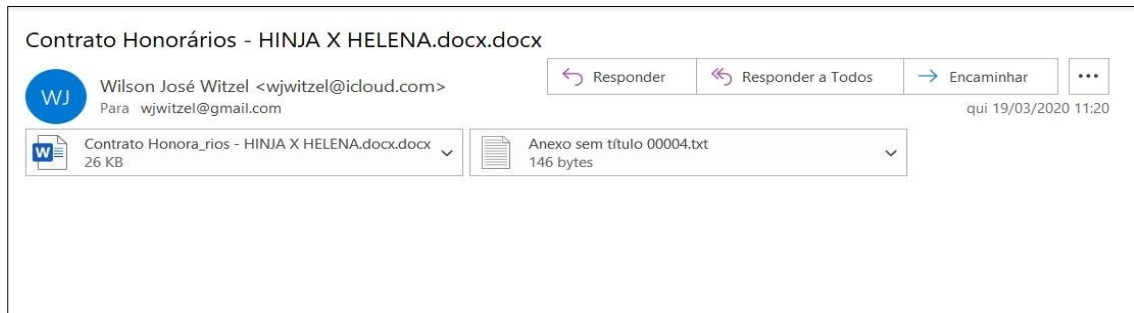 Contrato Honorários - HINJA X HELENA.docx.docx
WJ
Wilson José Witzel <wjwitzel@icloud.com>
Para wjwitzel@gmail.com
Responder
Responder a Todos
Encaminhar
qui 19/03/2020 11:20
Contrato Honora_rios - HINJA X HELENA.docx.docx
26 KB
Anexo sem título 00004.txt
146 bytes